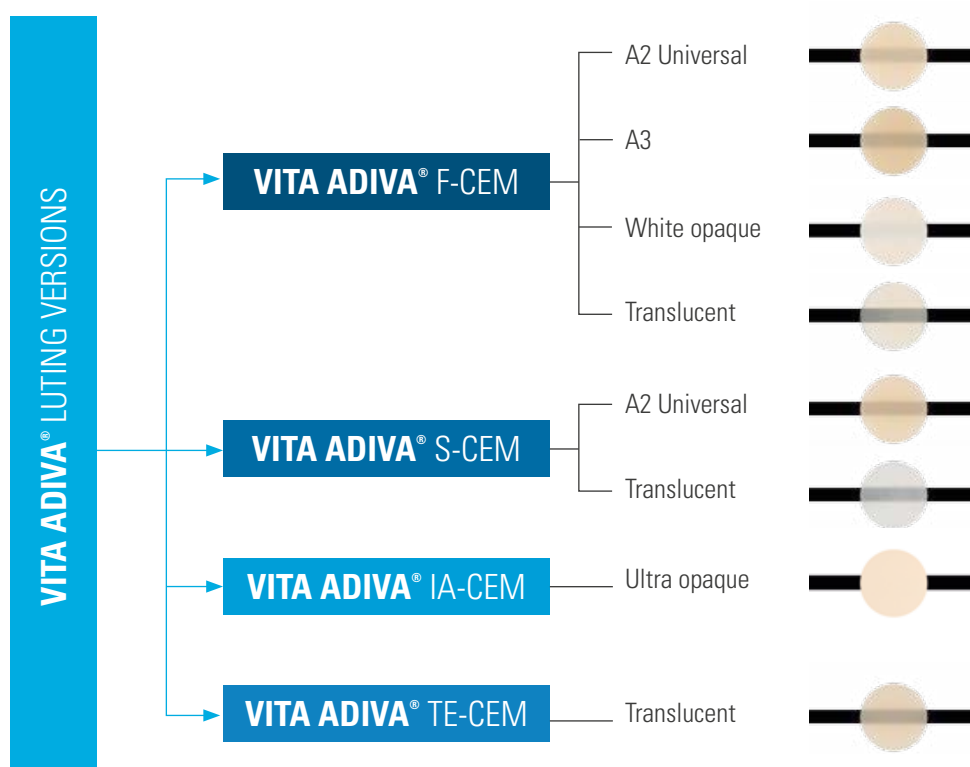 VITA ADIVA® LUTING VERSIONS
VITA ADIVA® F-CEM
A2 Universal
A3
White opaque
Translucent
VITA ADIVA® S-CEM
A2 Universal
Translucent
VITA ADIVA® IA-CEM
Ultra opaque
VITA ADIVA® TE-CEM
Translucent